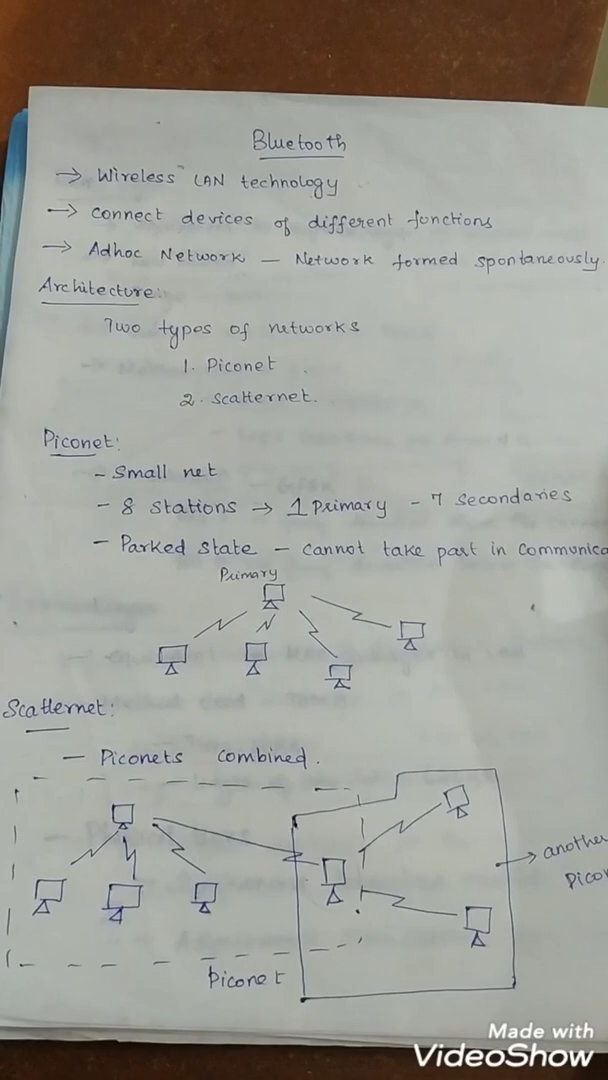 Bluetooth
→ Wireless LAN technology
→ connect devices of different functions
→ Adhoc Network – Network formed spontaneously.
Architecture:
Two types of networks
1. Piconet
2. Scatternet.
Piconet:
- Small net
- 8 stations → 1 Primary - 7 secondaries
- Parked state - cannot take part in communica
Primary
Scatternet:
- Piconets combined.
→ another
Picon
Piconet
Made with
VideoShow